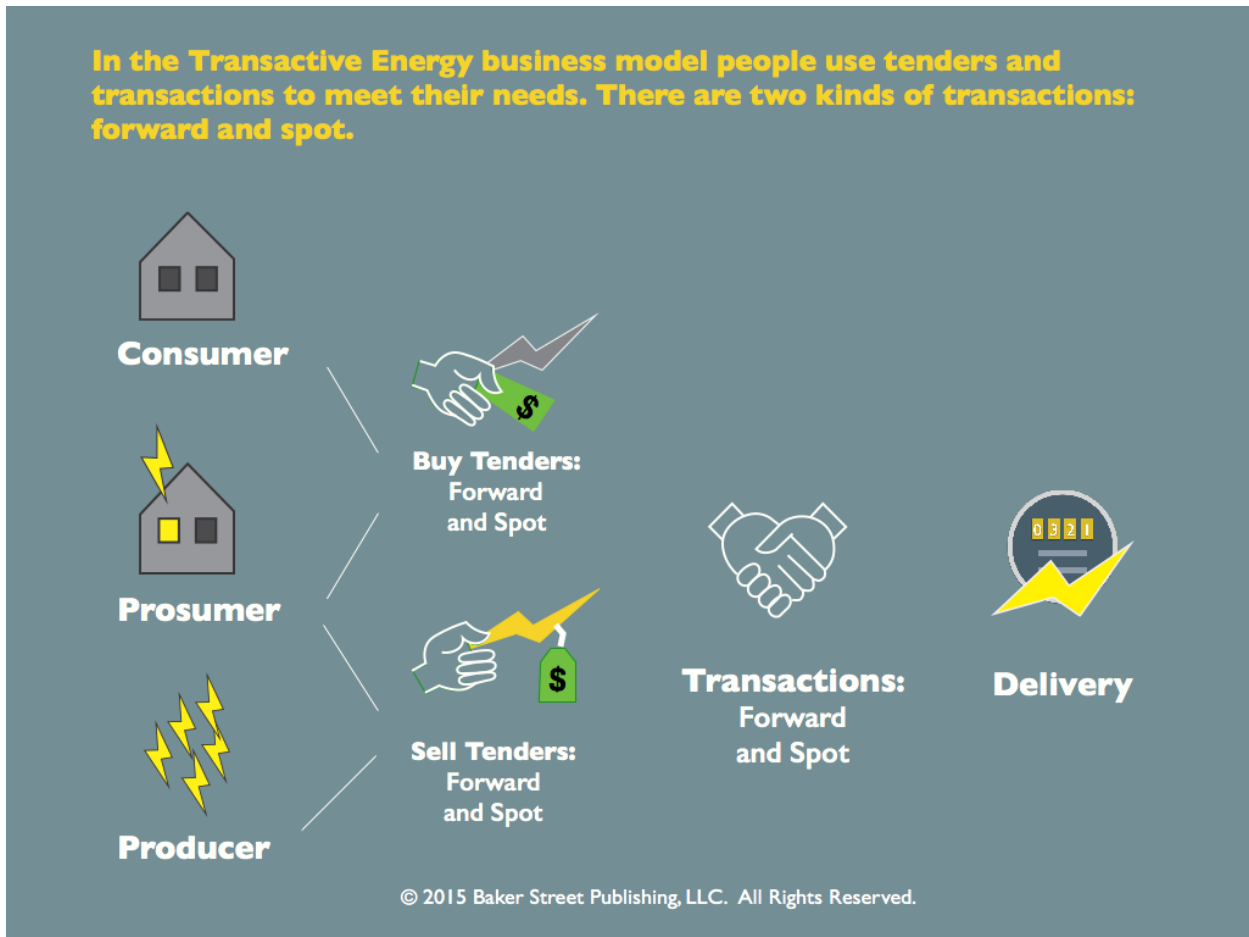 In the Transactive Energy business model people use tenders and
transactions to meet their needs. There are two kinds of transactions:
forward and spot.
Consumer
$
Buy Tenders:
Forward
and Spot
Prosumer
0321
$
Sell Tenders:
Forward
and Spot
Transactions:
Forward
and Spot
Delivery
Producer
© 2015 Baker Street Publishing, LLC. All Rights Reserved.